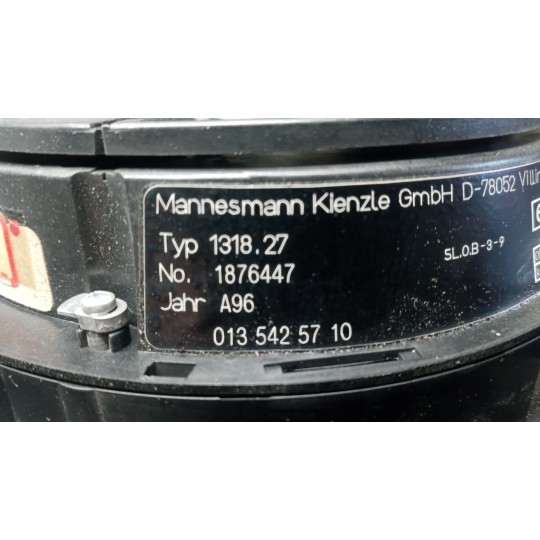 Mannesmann Kienzle GmbH D-78052
Typ 1318.27
SL.O.B-3-9
No. 1876447
Jahr A96
013 542 57 10